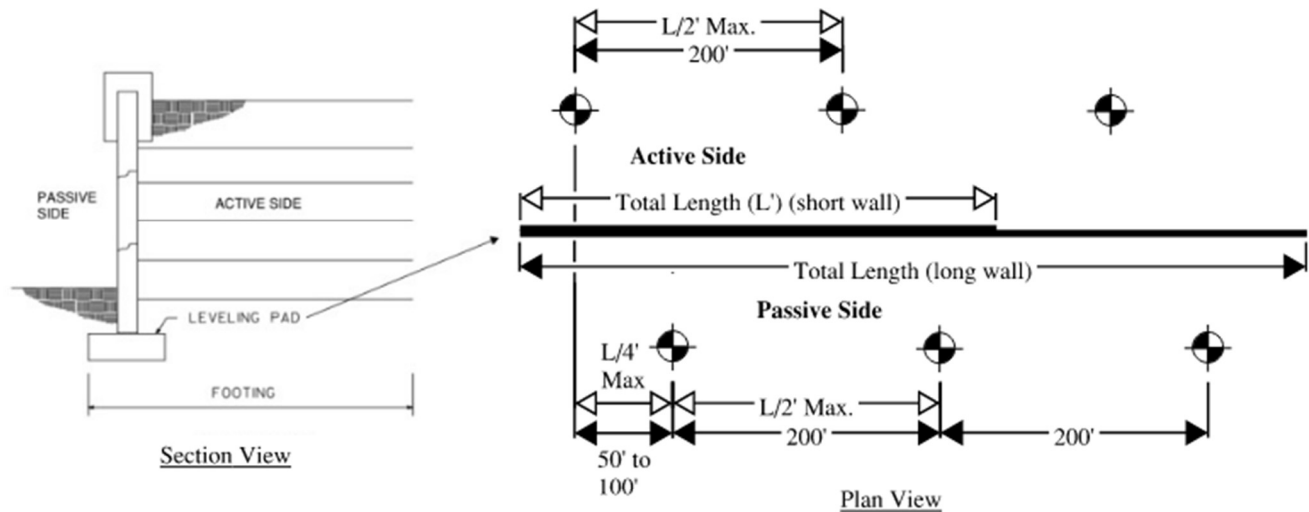 PASSIVE
SIDE
ACTIVE SIDE
LEVELING PAD
FOOTING
Section View
L/2' Max.
200'
Active Side
Total Length (L') (short wall)
Total Length (long wall)
Passive Side
L/4'
Max
L/2' Max.
200'
200'
50' to
100'
Plan View